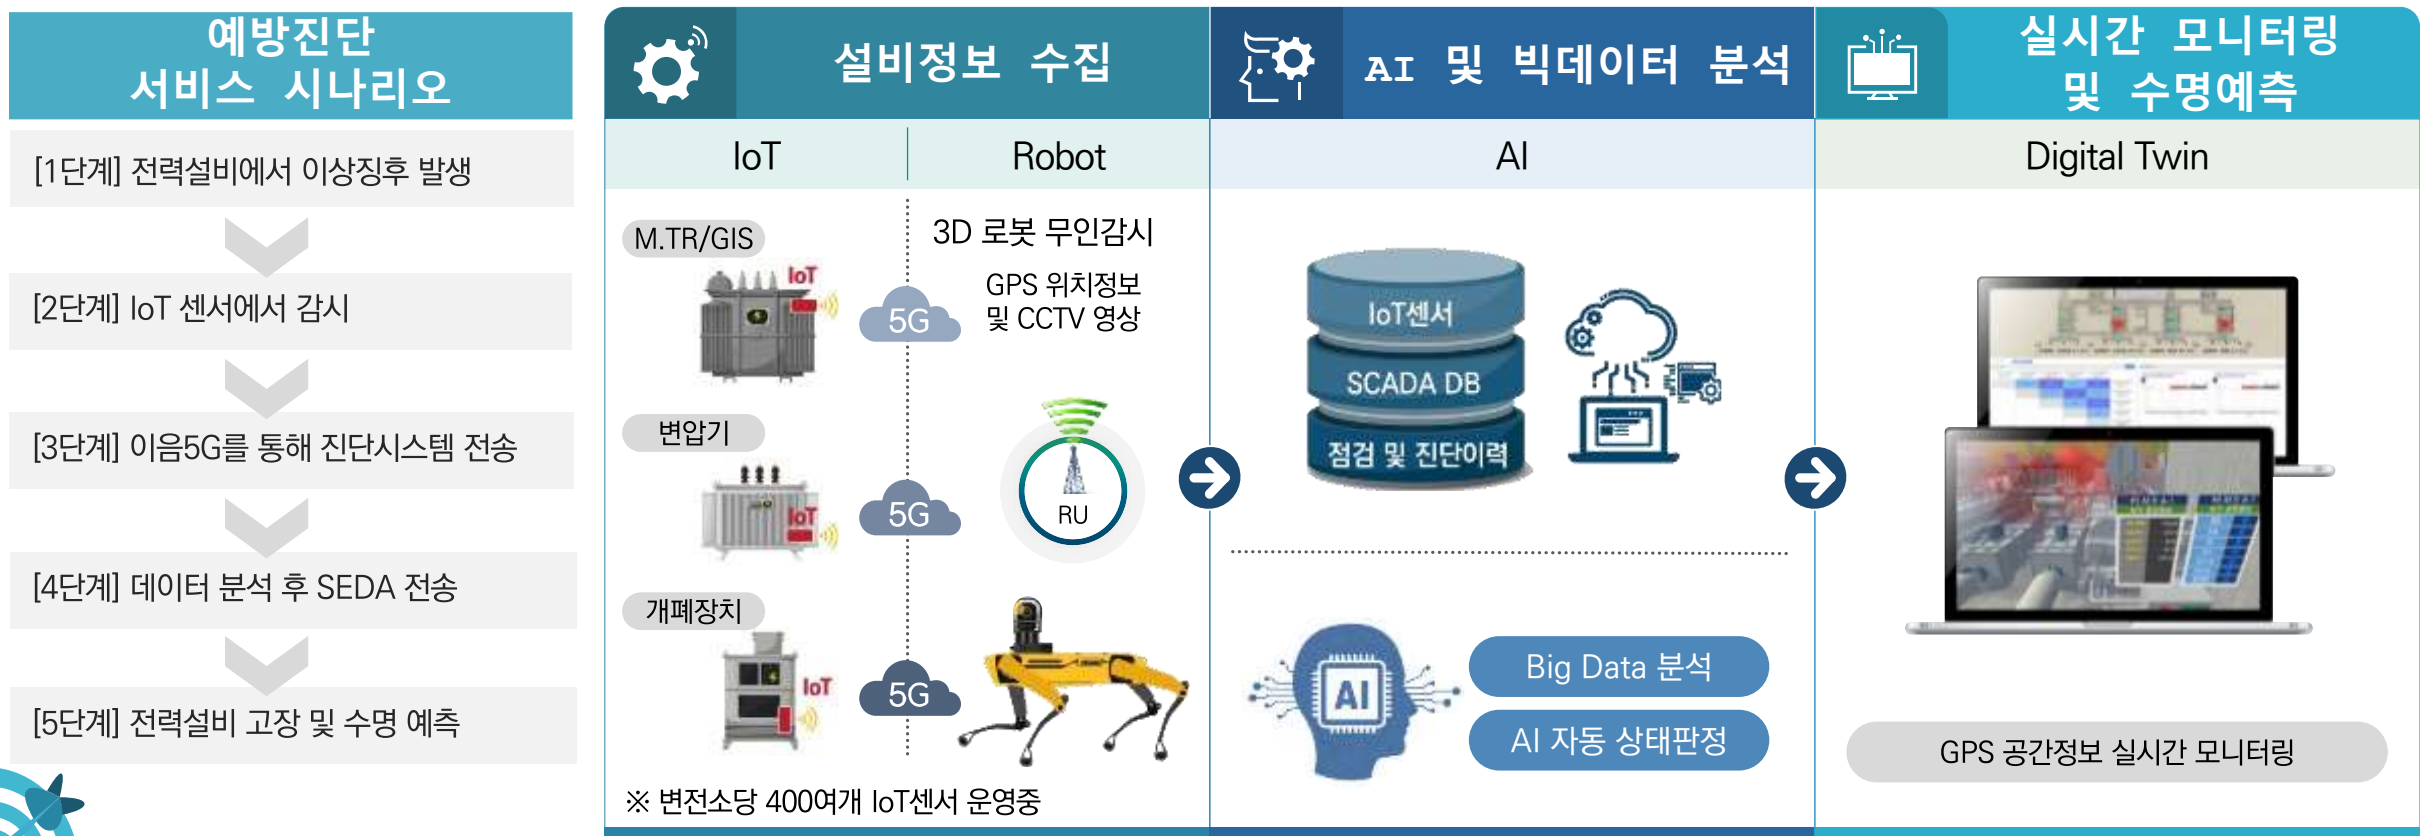 예방진단
서비스 시나리오
[1단계] 전력설비에서 이상징후 발생
[2단계] IoT 센서에서 감시
[3단계] 이음5G를 통해 진단시스템 전송
[4단계] 데이터 분석 후 SEDA 전송
[5단계] 전력설비 고장 및 수명 예측
설비정보 수집
IoT
Robot
M.TR/GIS
IoT
5G
변압기
IoT
5G
개폐장치
IoT
5G
3D 로봇 무인감시
GPS 위치정보
및 CCTV 영상
RU
※ 변전소당 400여개 IoT센서 운영중
AI 및 빅데이터 분석
AI
IoT센서
SCADA DB
점검 및 진단이력
AI
Big Data 분석
AI 자동 상태판정
실시간 모니터링
및 수명예측
Digital Twin
GPS 공간정보 실시간 모니터링